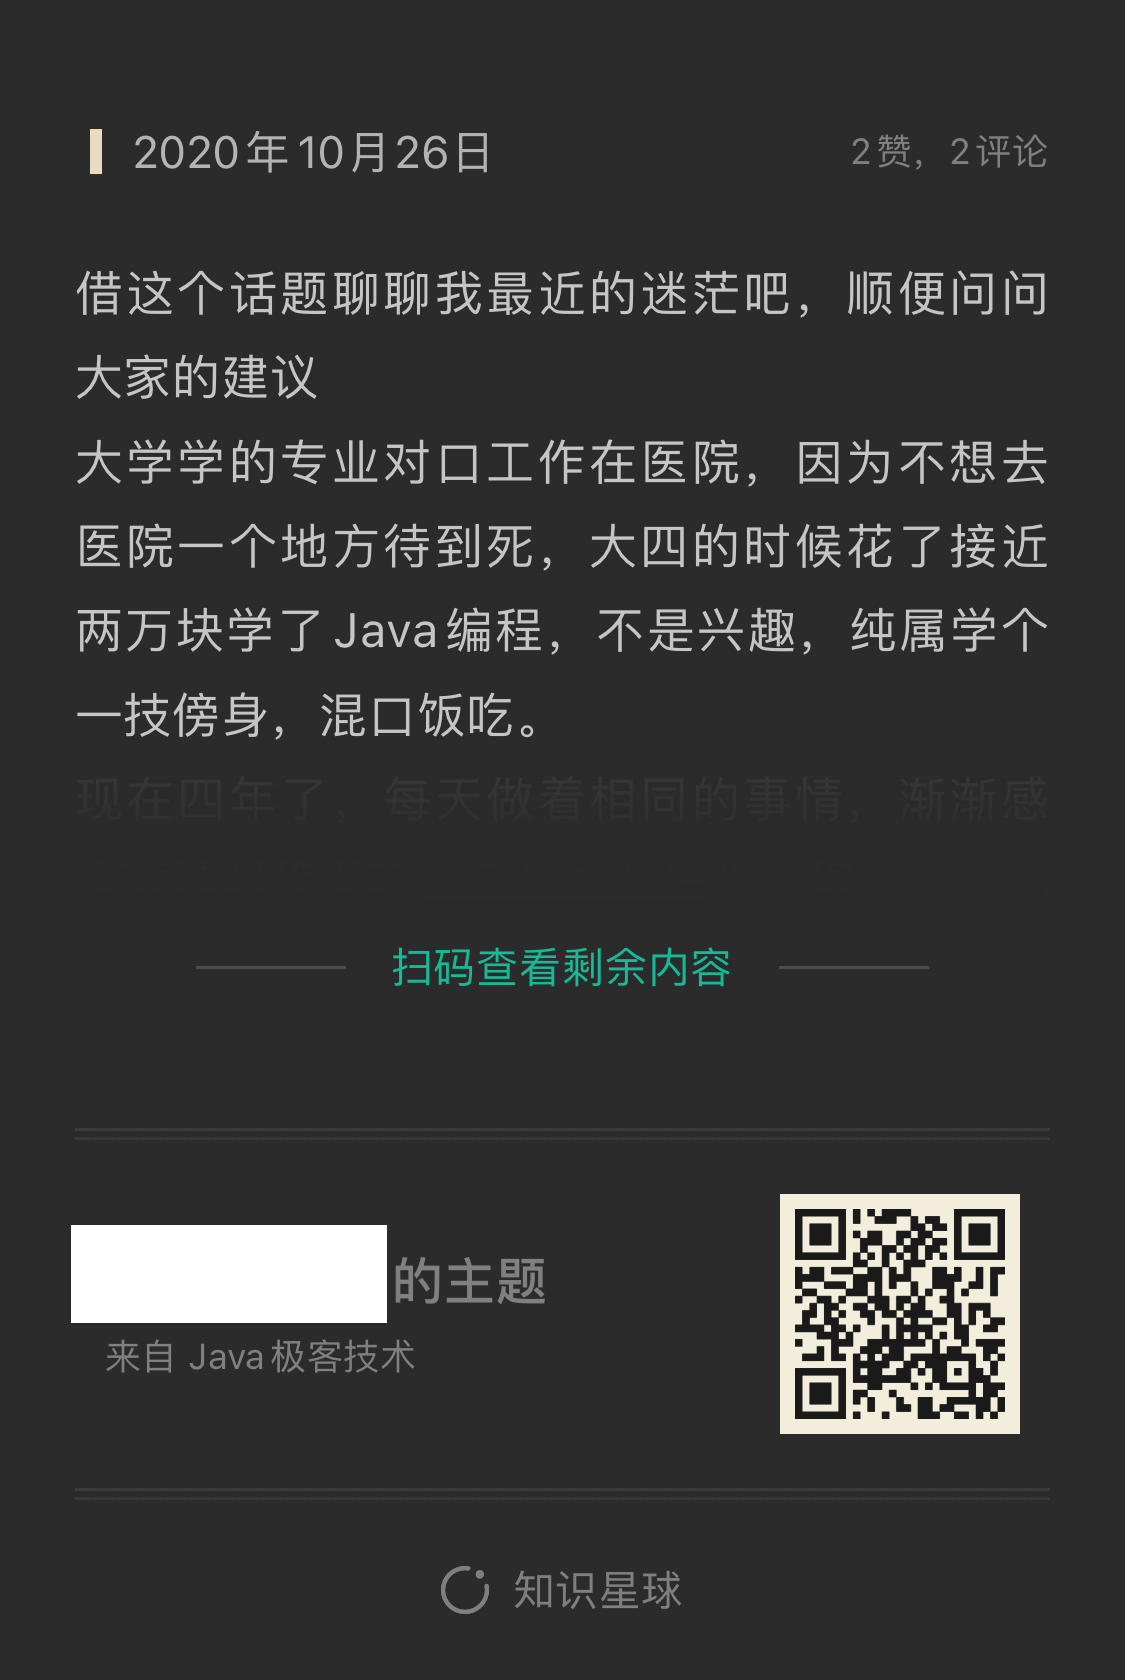 2020年10月26日
2赞，2评论
借这个话题聊聊我最近的迷茫吧，顺便问问
大家的建议
大学学的专业对口工作在医院，因为不想去
医院一个地方待到死，大四的时候花了接近
两万块学了Java编程，不是兴趣，纯属学个
一技傍身，混口饭吃。
现在四年了，每天做着相同的事情，渐渐感
扫码查看剩余内容
的主题
来自 Java极客技术
知识星球